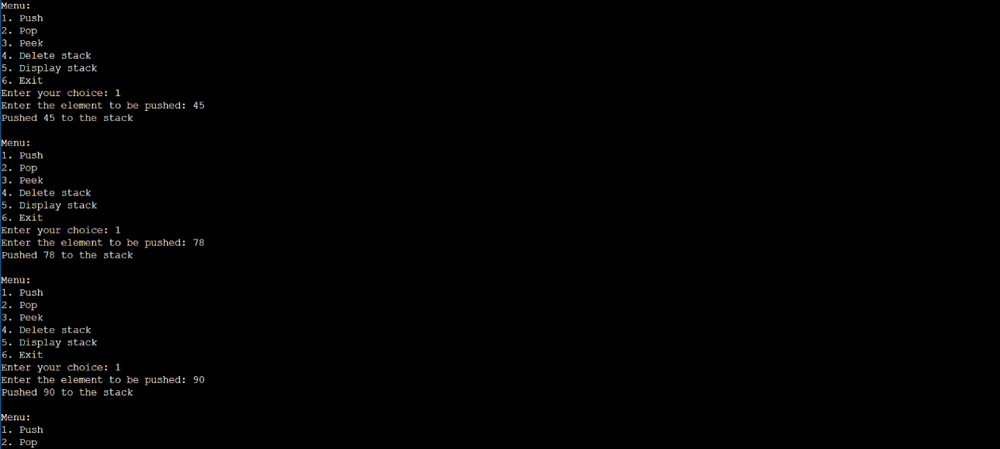 Menu:
1. Push
2. Pop
3. Peek
4. Delete stack
5. Display stack
6. Exit
Enter your choice: 1
Enter the element to be pushed: 45
Pushed 45 to the stack
Menu:
1. Push
2. Pop
3. Peek
4. Delete stack
5. Display stack
6. Exit
Enter your choice: 1
Enter the element to be pushed: 78
Pushed 78 to the stack
Menu:
1. Push
2. Pop
3. Peek
4. Delete stack
5. Display stack
6. Exit
Enter your choice: 1
Enter the element to be pushed: 90
Pushed 90 to the stack
Menu:
1. Push
2. Pop